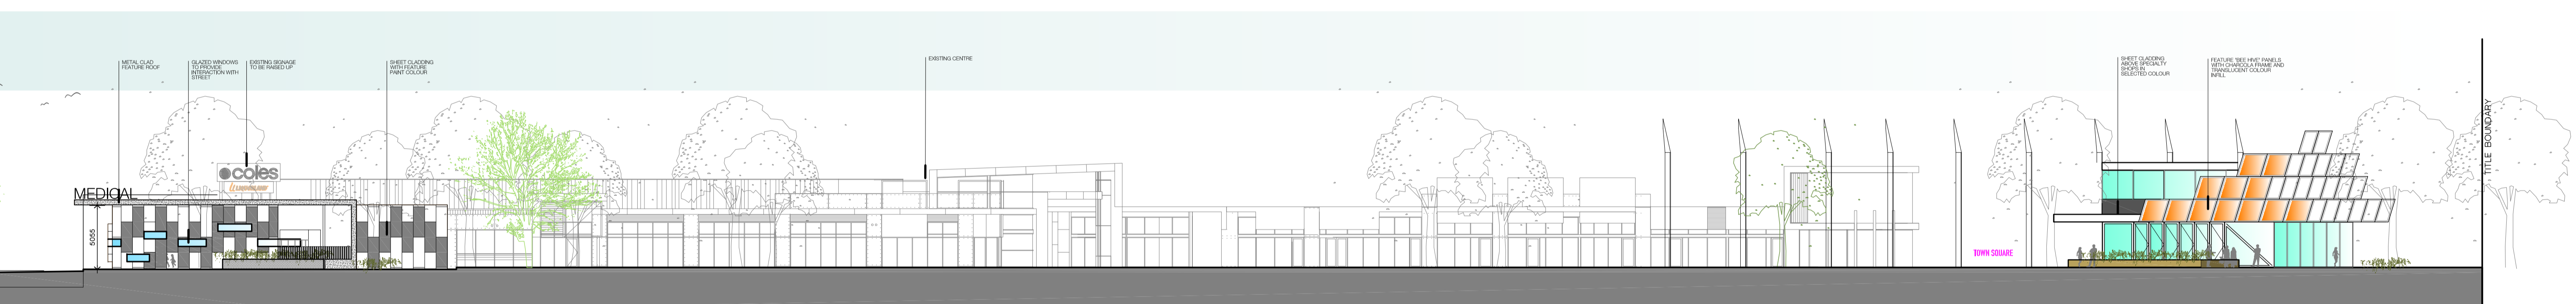 METAL CLAD
FEATURE ROOF
GLAZED WINDOWS
TO PROVIDE
INTERACTION WITH
STREET
EXISTING SIGNAGE
TO BE RAISED UP
SHEET CLADDING
WITH FEATURE
PAINT COLOUR
EXISTING CENTRE
SHEET CLADDING
ABOVE SPECIALTY
SHOPS IN
SELECTED COLOUR
FEATURE "BEE HIVE" PANELS
WITH CHARCOLA FRAME AND
TRANSLUCENT COLOUR
INFILL
TITLE BOUNDARY
coles
LIQUORLAND
MEDICAL
5055
TOWN SQUARE